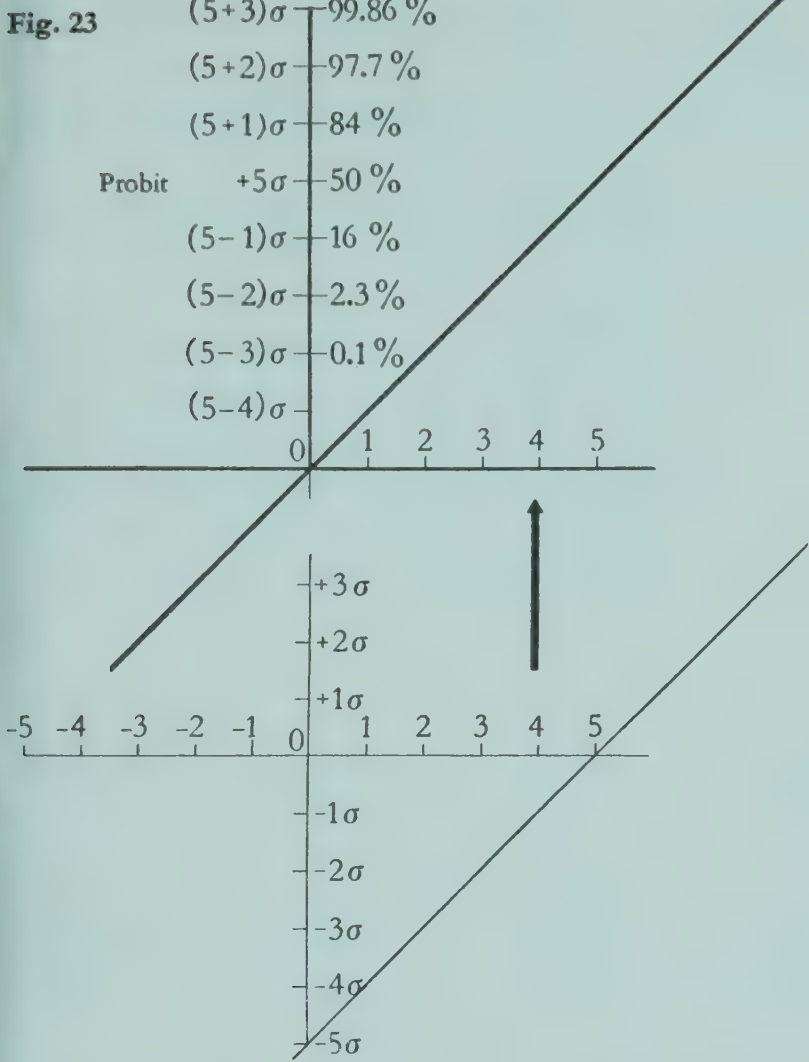 Fig. 23
(5+3)σ 99.86 %
(5+2)σ 97.7 %
(5+1)σ 84 %
Probit +5σ 50 %
(5-1)σ 16 %
(5-2)σ 2.3 %
(5-3)σ 0.1 %
(5-4)σ
0 1 2 3 4 5
+3σ
+2σ
+1σ
-5 -4 -3 -2 -1 0 1 2 3 4 5
-1σ
-2σ
-3σ
-4σ
-5σ